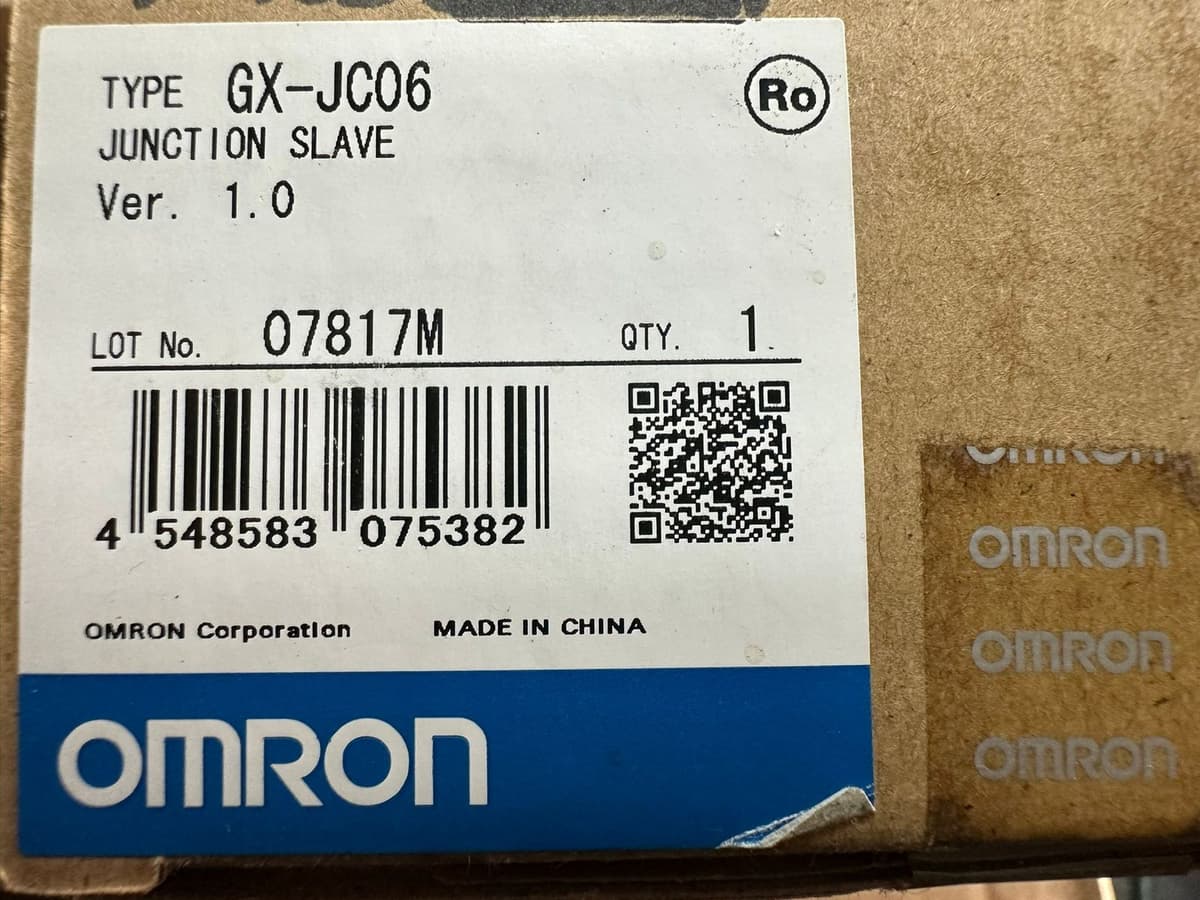 TYPE GX-JC06
Ro
JUNCTION SLAVE
Ver. 1.0
LOT No. 07817M QTY. 1.
4 548583 075382
OMRON Corporation MADE IN CHINA
OMRON
OMRON
OMRON
OMRON
OMRON